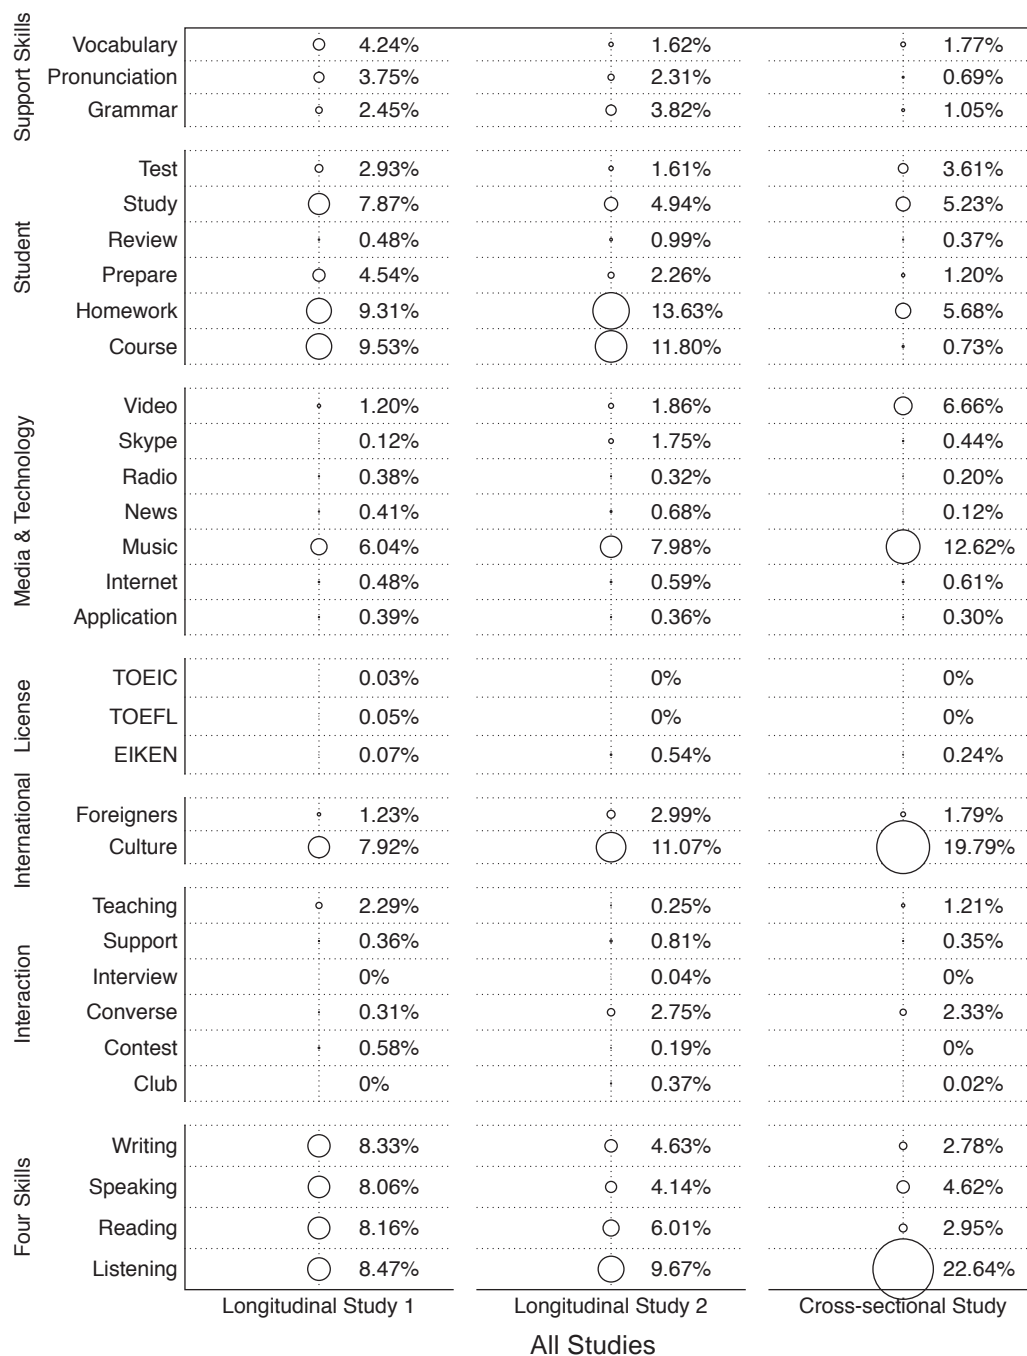 Support Skills
Vocabulary 4.24% 1.62% 1.77%
Pronunciation 3.75% 2.31% 0.69%
Grammar 2.45% 3.82% 1.05%
Student
Test 2.93% 1.61% 3.61%
Study 7.87% 4.94% 5.23%
Review 0.48% 0.99% 0.37%
Prepare 4.54% 2.26% 1.20%
Homework 9.31% 13.63% 5.68%
Course 9.53% 11.80% 0.73%
Media & Technology
Video 1.20% 1.86% 6.66%
Skype 0.12% 1.75% 0.44%
Radio 0.38% 0.32% 0.20%
News 0.41% 0.68% 0.12%
Music 6.04% 7.98% 12.62%
Internet 0.48% 0.59% 0.61%
Application 0.39% 0.36% 0.30%
License
TOEIC 0.03% 0% 0%
TOEFL 0.05% 0% 0%
EIKEN 0.07% 0.54% 0.24%
International
Foreigners 1.23% 2.99% 1.79%
Culture 7.92% 11.07% 19.79%
Interaction
Teaching 2.29% 0.25% 1.21%
Support 0.36% 0.81% 0.35%
Interview 0% 0.04% 0%
Converse 0.31% 2.75% 2.33%
Contest 0.58% 0.19% 0%
Club 0% 0.37% 0.02%
Four Skills
Writing 8.33% 4.63% 2.78%
Speaking 8.06% 4.14% 4.62%
Reading 8.16% 6.01% 2.95%
Listening 8.47% 9.67% 22.64%
Longitudinal Study 1 Longitudinal Study 2 Cross-sectional Study
All Studies